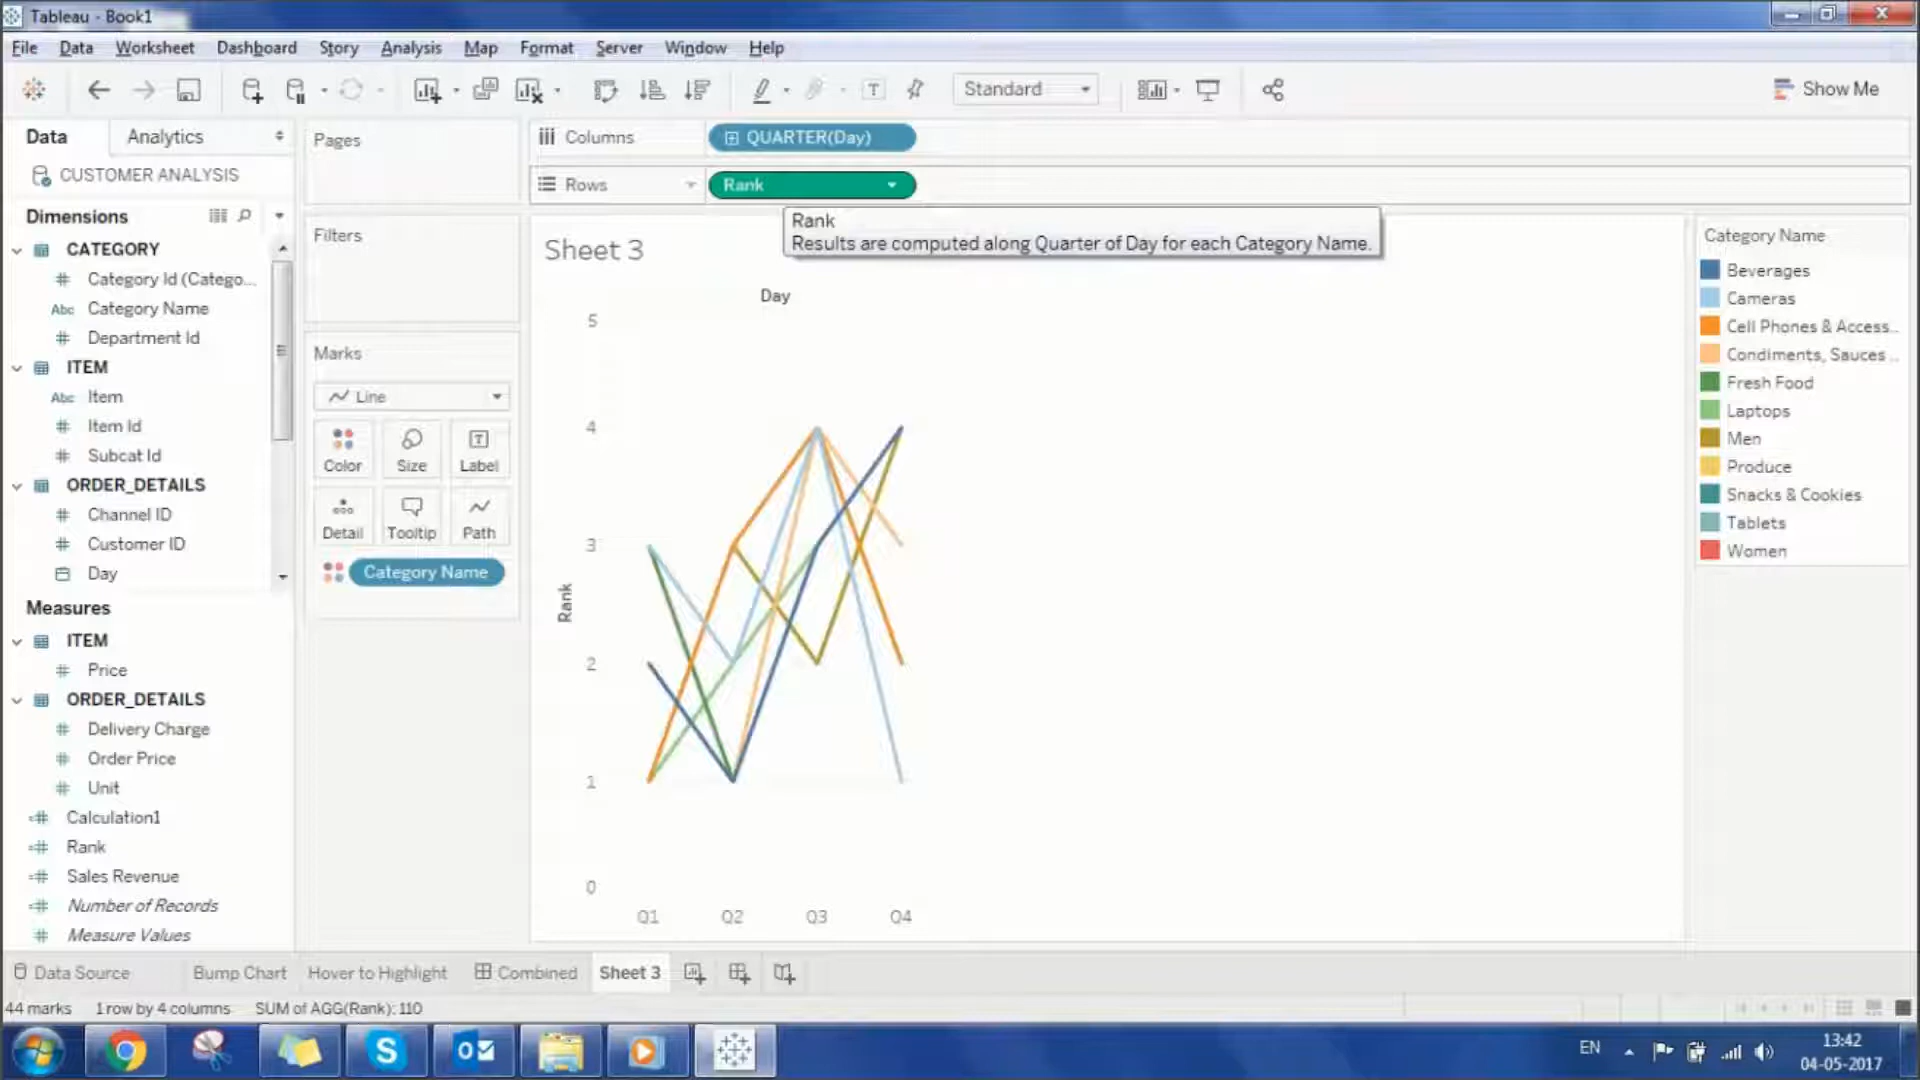 Tableau - Book1
File Data Worksheet Dashboard Story Analysis Map Format Server Window Help
Standard
Show Me
Data
Analytics
CUSTOMER ANALYSIS
Dimensions
CATEGORY
Category Id (Catego...
Abc Category Name
Department Id
ITEM
Abc Item
Item Id
Subcat Id
ORDER_DETAILS
Channel ID
Customer ID
Day
Measures
ITEM
Price
ORDER_DETAILS
Delivery Charge
Order Price
Unit
Calculation1
Rank
Sales Revenue
Number of Records
Measure Values
Pages
Filters
Marks
Line
Color Size Label
Detail Tooltip Path
Category Name
Columns QUARTER(Day)
Rows Rank
Rank
Results are computed along Quarter of Day for each Category Name.
Sheet 3
Day
5
4
3
2
1
0
Rank
Q1 Q2 Q3 Q4
Category Name
Beverages
Cameras
Cell Phones & Access..
Condiments, Sauces ..
Fresh Food
Laptops
Men
Produce
Snacks & Cookies
Tablets
Women
Data Source Bump Chart Hover to Highlight Combined Sheet 3
44 marks 1 row by 4 columns SUM of AGG(Rank): 110
EN
13:42
04-05-2017